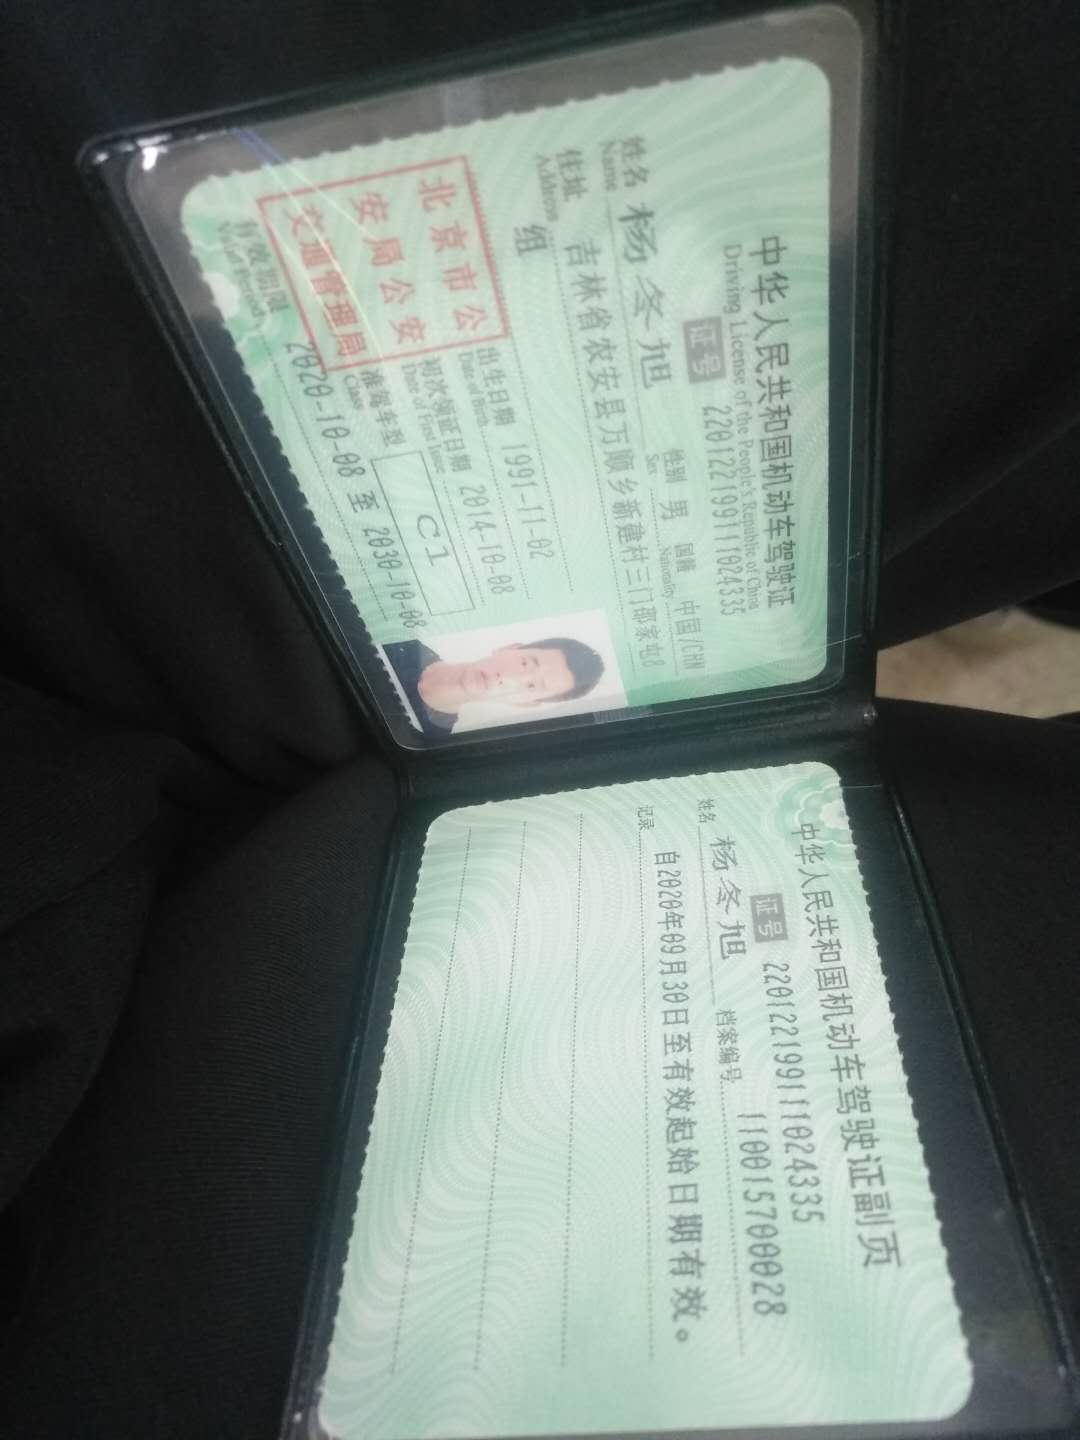 中华人民共和国机动车驾驶证
Driving License of the People's Republic of China
证号 220122199111024335
姓名 杨冬旭 性别 男 国籍 中国/CHN
Name Sex Nationality
住址 吉林省农安县万顺乡新建村三门邵家屯8
Address 组
出生日期 1991-11-02
Date of Birth
初次领证日期 2014-10-08
Date of First Issue
准驾车型 C1
Class
北京市公
安局公安
交通管理局
有效期限 2020-10-08 至 2030-10-08
Valid Period
中华人民共和国机动车驾驶证副页
证号 220122199111024335
姓名 杨冬旭 档案编号 110015700028
记录 自2020年09月30日至有效起始日期有效。